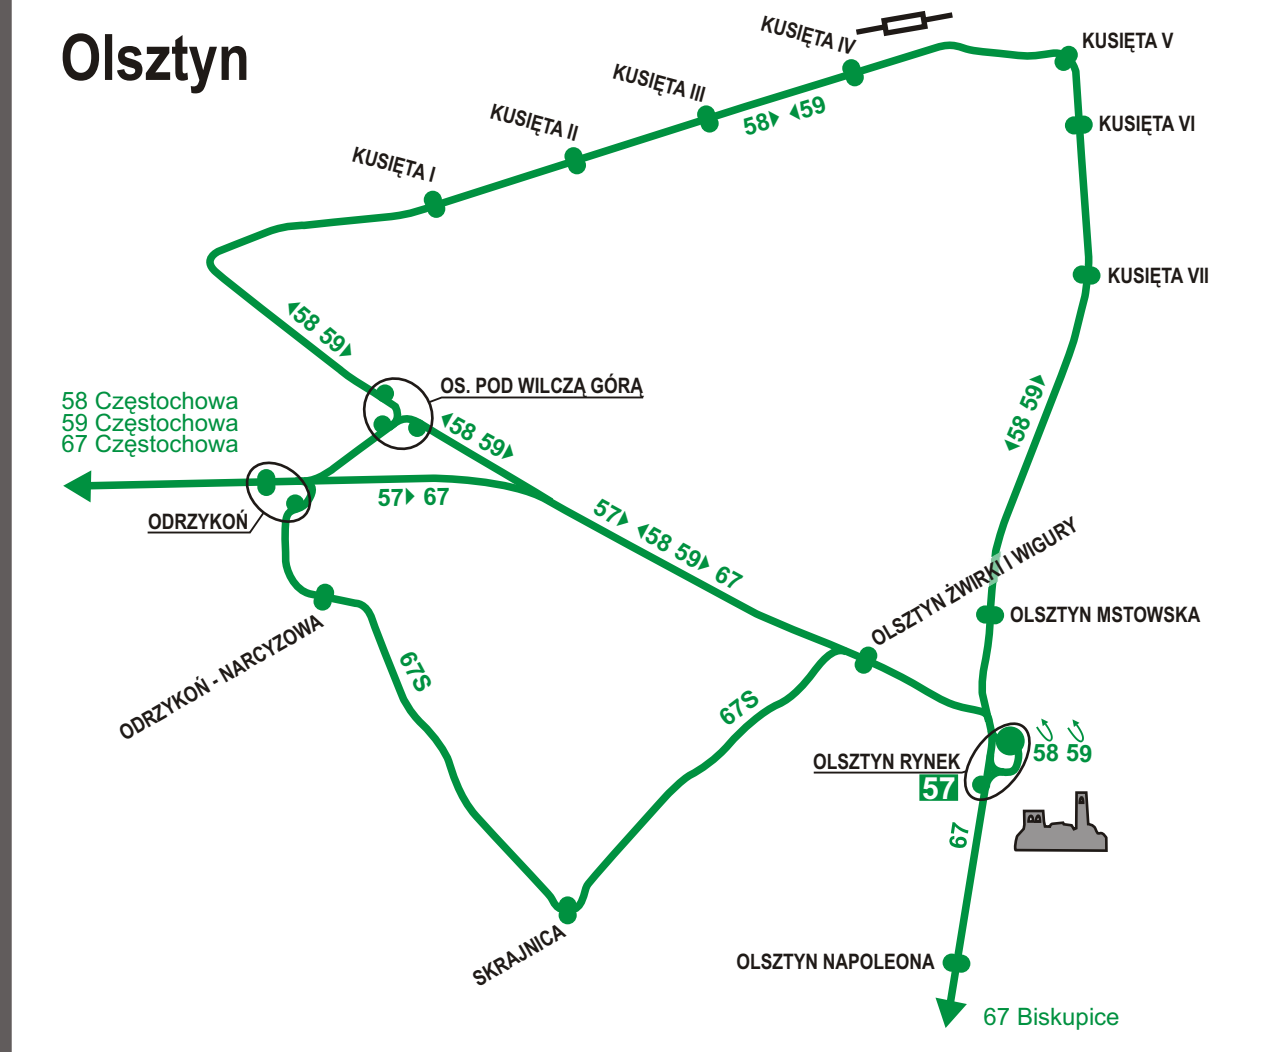 Olsztyn
KUSIĘTA IV
KUSIĘTA V
KUSIĘTA III
58 59
KUSIĘTA II
KUSIĘTA VI
KUSIĘTA I
KUSIĘTA VII
58 59
OS. POD WILCZĄ GÓRĄ
58 Częstochowa
59 Częstochowa
67 Częstochowa
58 59
58 59
57 67
ODRZYKOŃ
57 58 59 67
OLSZTYN ŻWIRKI I WIGURY
OLSZTYN MSTOWSKA
ODRZYKOŃ - NARCYZOWA
67S
67S
OLSZTYN RYNEK
58 59
57
67
SKRAJNICA
OLSZTYN NAPOLEONA
67 Biskupice